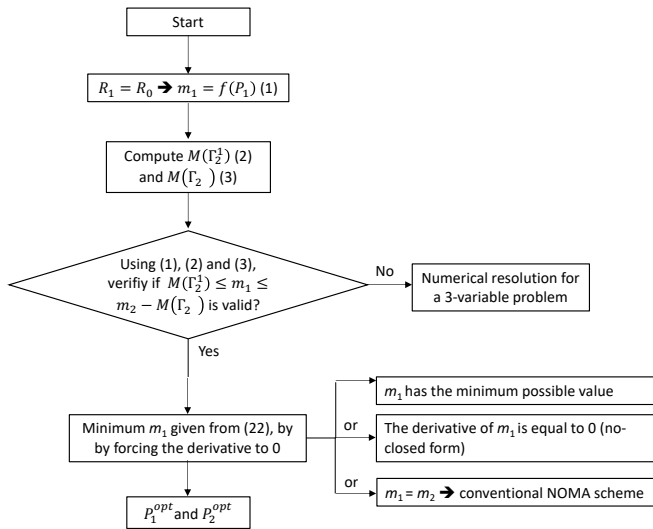 Start
R₁ = R₀ ➔ m₁ = f(P₁) (1)
Compute M(Γ₂¹) (2)
and M(Γ₂ ) (3)
Using (1), (2) and (3),
verifiy if M(Γ₂¹) ≤ m₁ ≤
m₂ − M(Γ₂ ) is valid?
No
Numerical resolution for
a 3-variable problem
Yes
Minimum m₁ given from (22), by
by forcing the derivative to 0
m₁ has the minimum possible value
or
The derivative of m₁ is equal to 0 (no-
closed form)
or
m₁ = m₂ ➔ conventional NOMA scheme
P₁ᵒᵖᵗ and P₂ᵒᵖᵗ